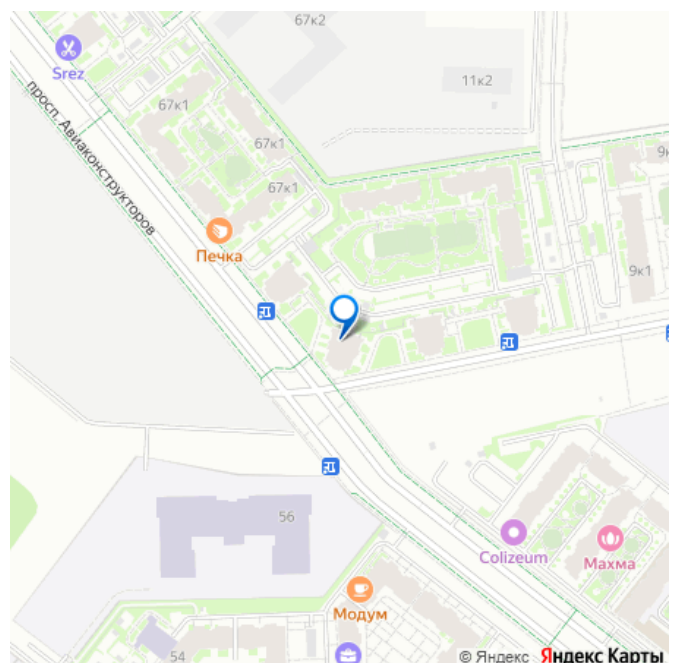 67к2
Srez
11к2
67к1
просп. Авиаконструкторов
67к1
9к
67к1
Печка
9к1
56
Colizeum
Махма
Модум
54
© Яндекс Яндекс Карты